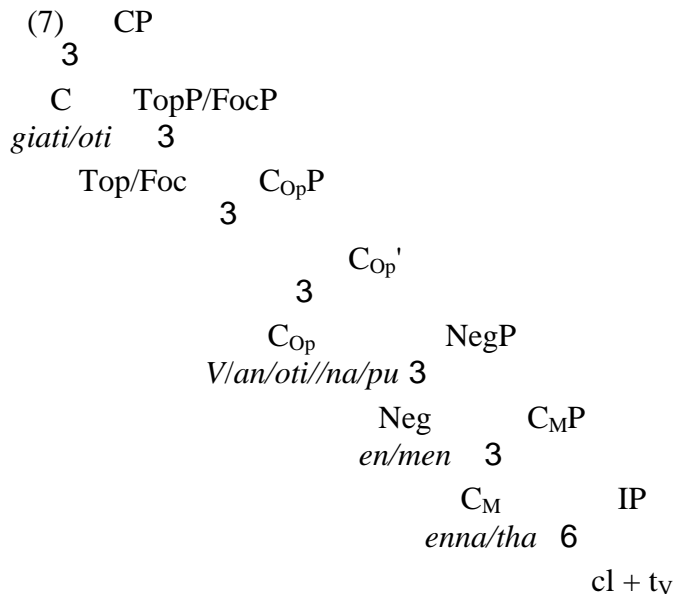 (7) CP
3
C TopP/FocP
giati/oti 3
Top/Foc C_OpP
3
C_Op'
3
C_Op NegP
V/an/oti//na/pu 3
Neg C_MP
en/men 3
C_M IP
enna/tha 6
cl + t_V